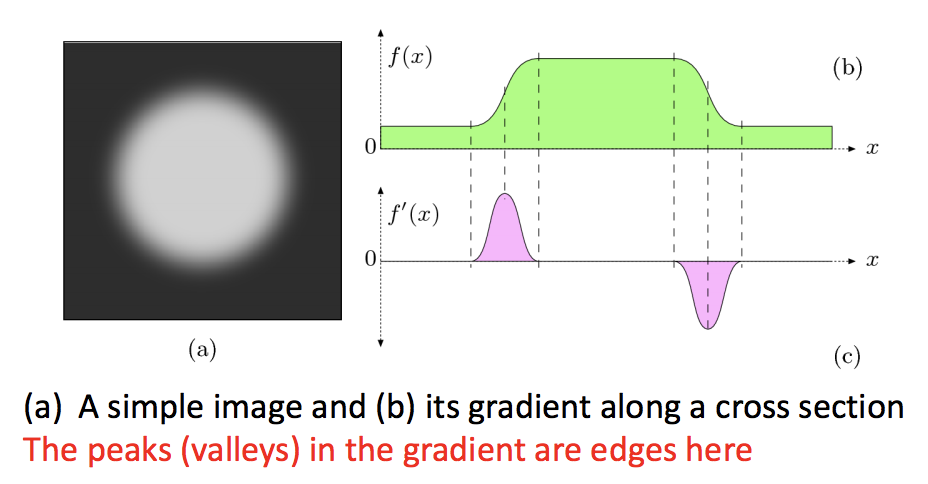 f(x)
(b)
0
x
f'(x)
0
x
(a)
(c)
(a) A simple image and (b) its gradient along a cross section
The peaks (valleys) in the gradient are edges here